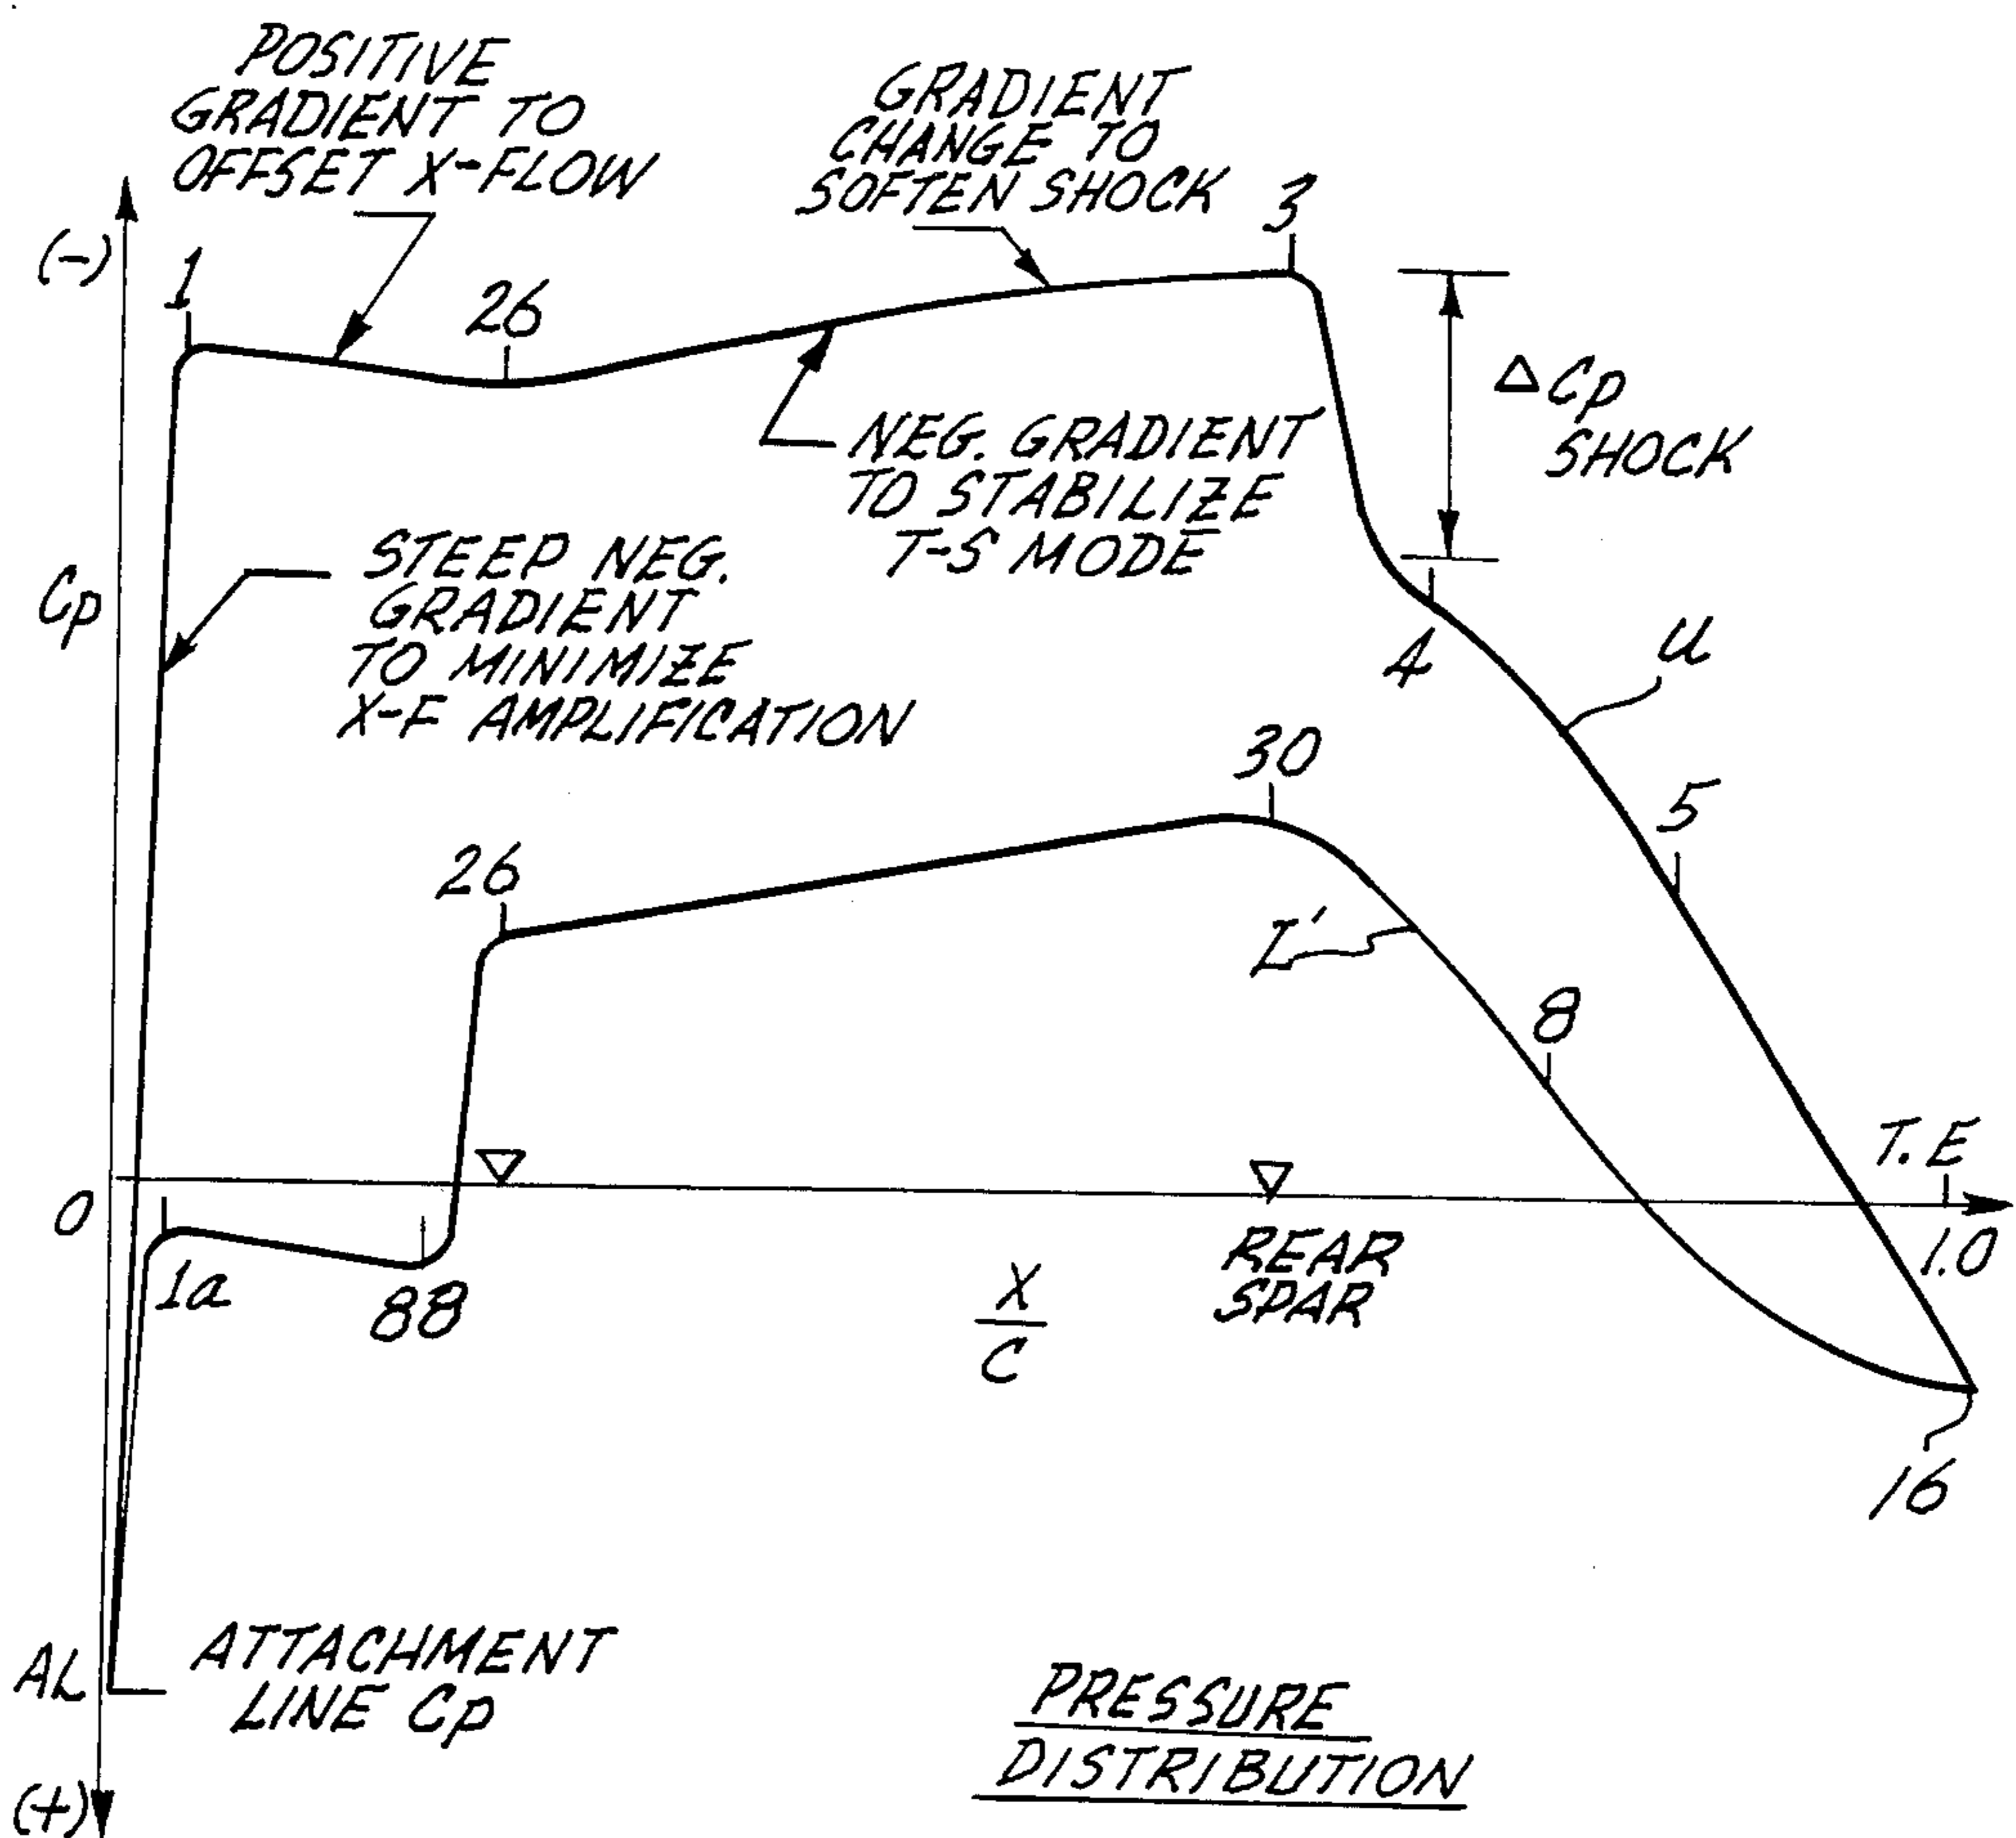 POSITIVE
GRADIENT TO
OFFSET X-FLOW
GRADIENT
CHANGE TO
SOFTEN SHOCK
3
(-)
1
26
ΔCp
SHOCK
NEG. GRADIENT
TO STABILIZE
T-S MODE
STEEP NEG.
GRADIENT
TO MINIMIZE
X-F AMPLIFICATION
Cp
4
U
30
5
26
L'
8
T.E
0
1.0
1a
88
X
C
REAR
SPAR
16
AL
ATTACHMENT
LINE Cp
PRESSURE
DISTRIBUTION
(+)